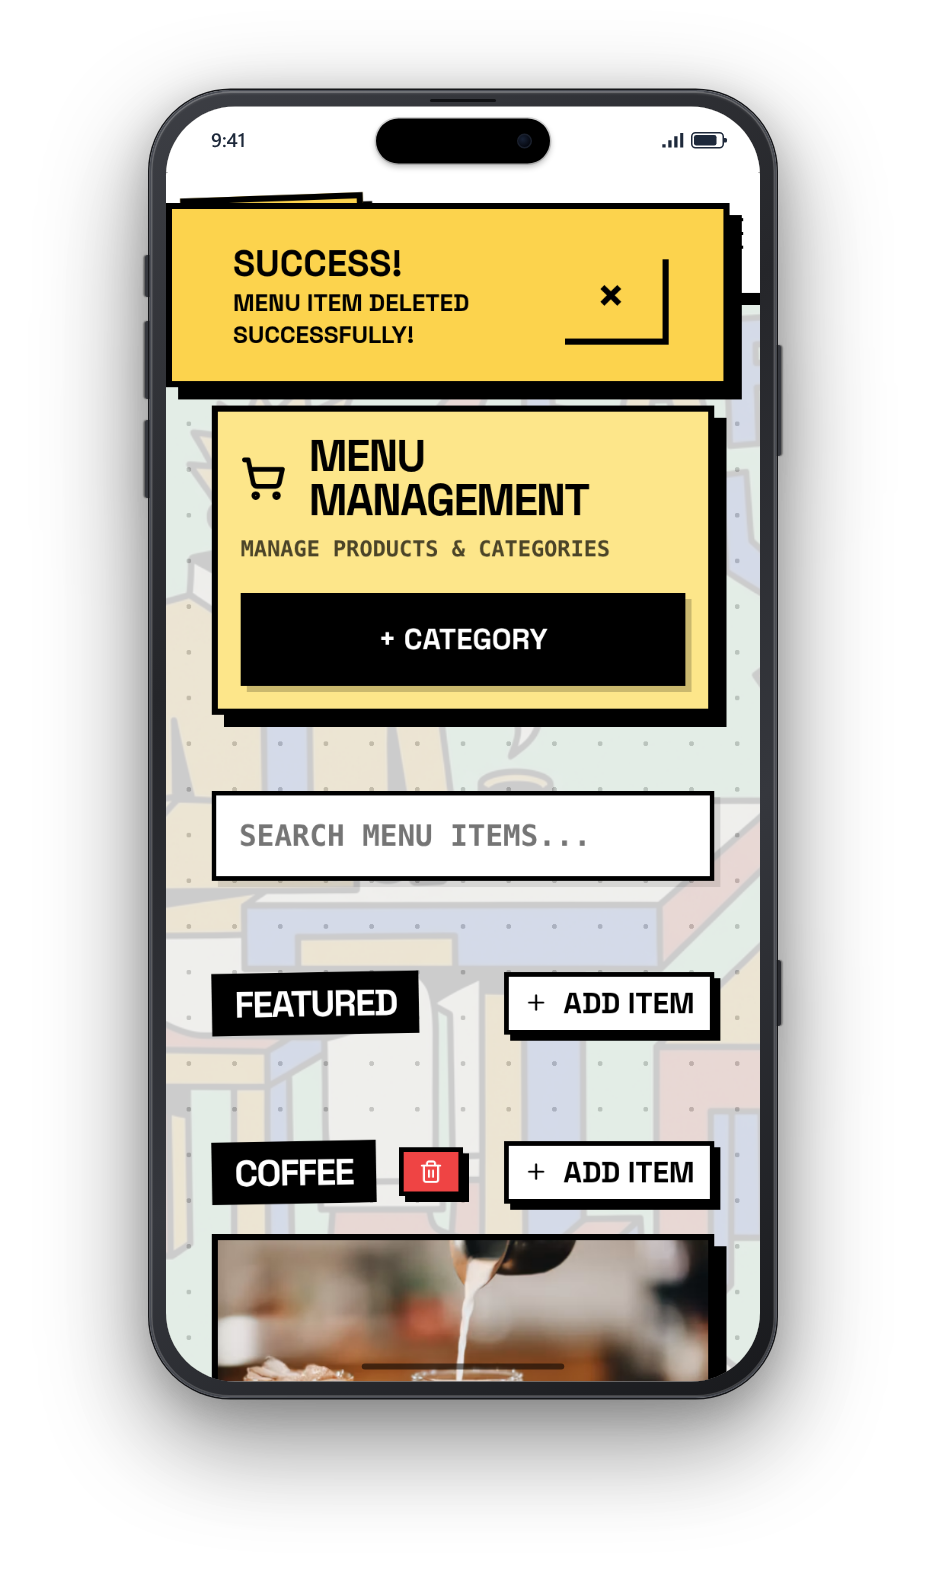 9:41
SUCCESS!
MENU ITEM DELETED
SUCCESSFULLY!
×
MENU
MANAGEMENT
MANAGE PRODUCTS & CATEGORIES
+ CATEGORY
SEARCH MENU ITEMS...
FEATURED
+ ADD ITEM
COFFEE
+ ADD ITEM